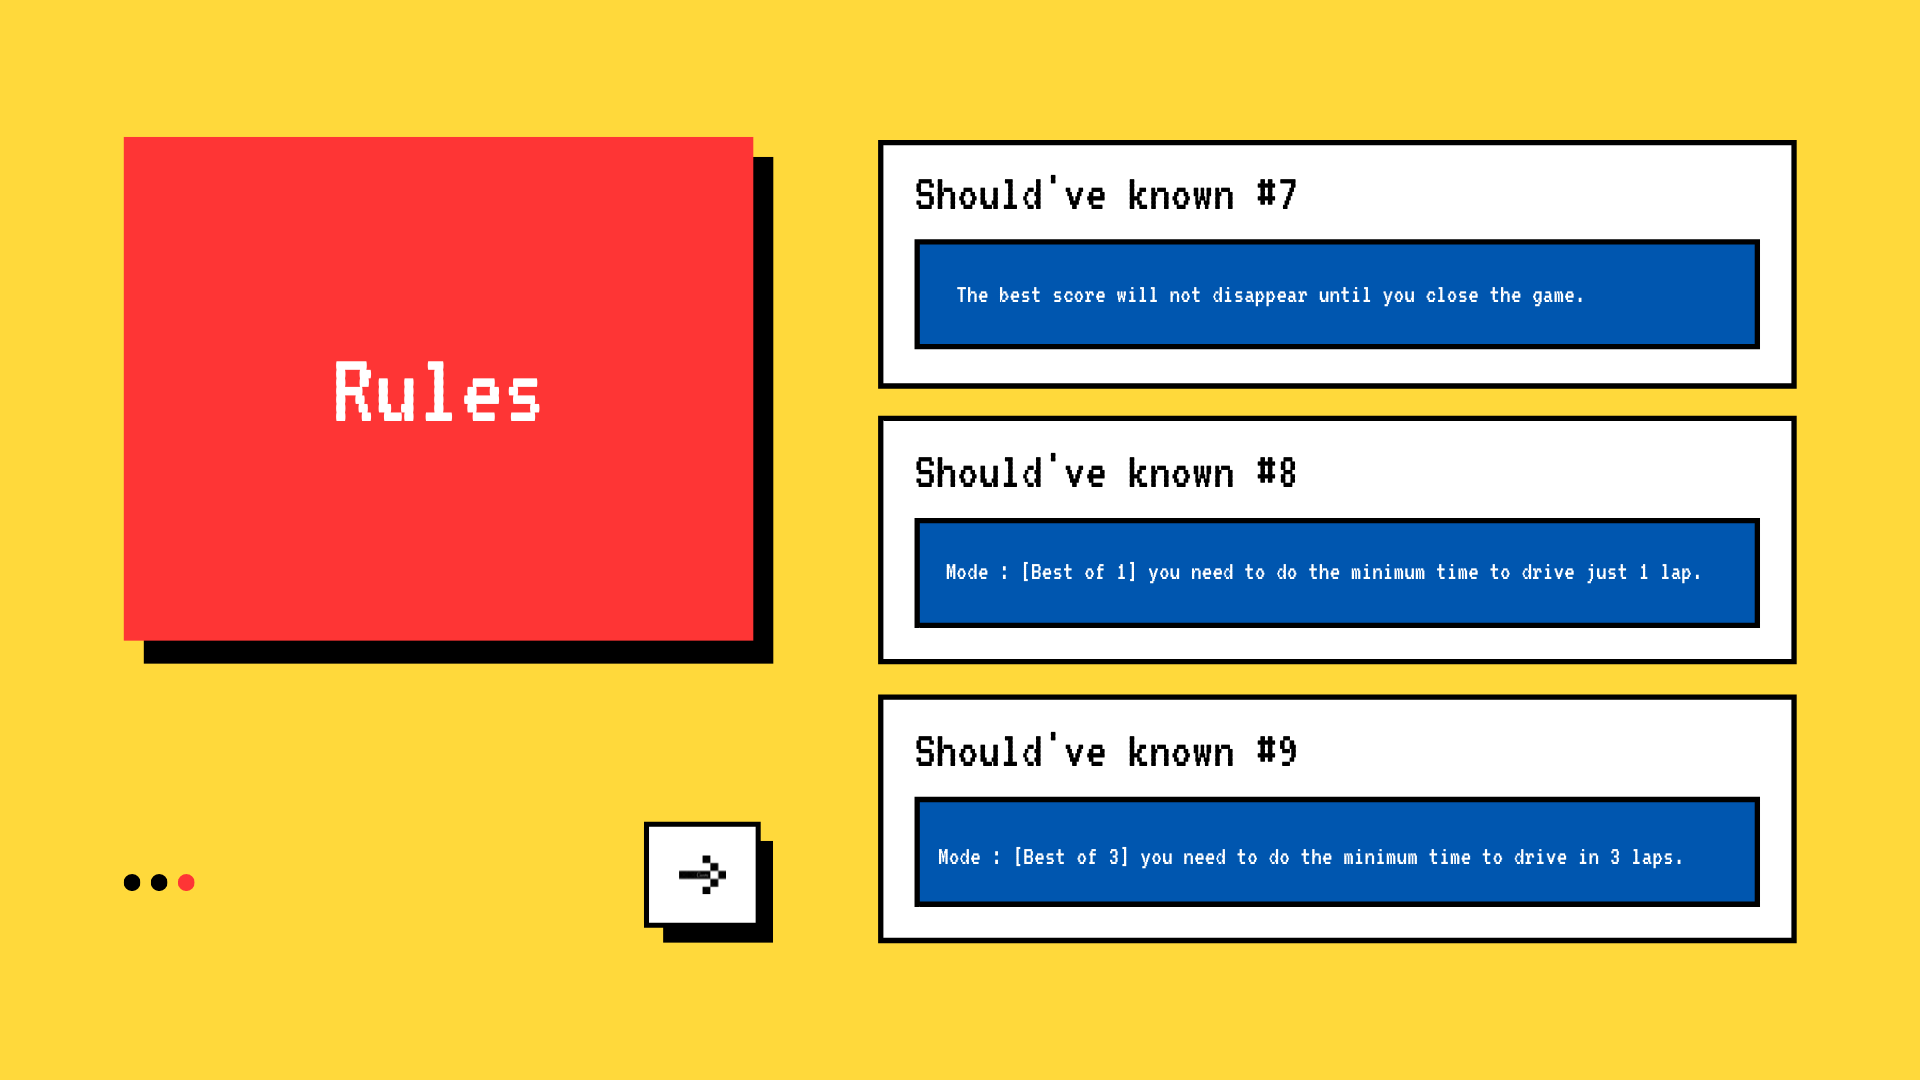 Rules
Should've known #7
The best score will not disappear until you close the game.
Should've known #8
Mode : [Best of 1] you need to do the minimum time to drive just 1 lap.
Should've known #9
Mode : [Best of 3] you need to do the minimum time to drive in 3 laps.